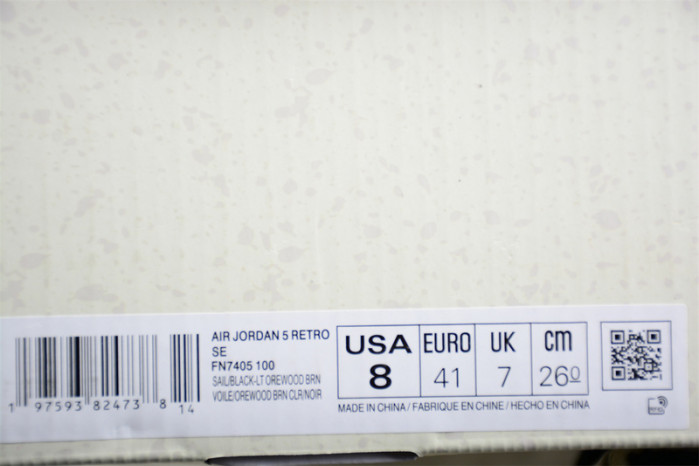 AIR JORDAN 5 RETRO
SE
FN7405 100
SAIL/BLACK-LT OREWOOD BRN
VOILE/OREWOOD BRN CLR/NOIR
1 97593 82473 8 14
USA EURO UK cm
8 41 7 26º
MADE IN CHINA / FABRIQUE EN CHINE / HECHO EN CHINA
RFID